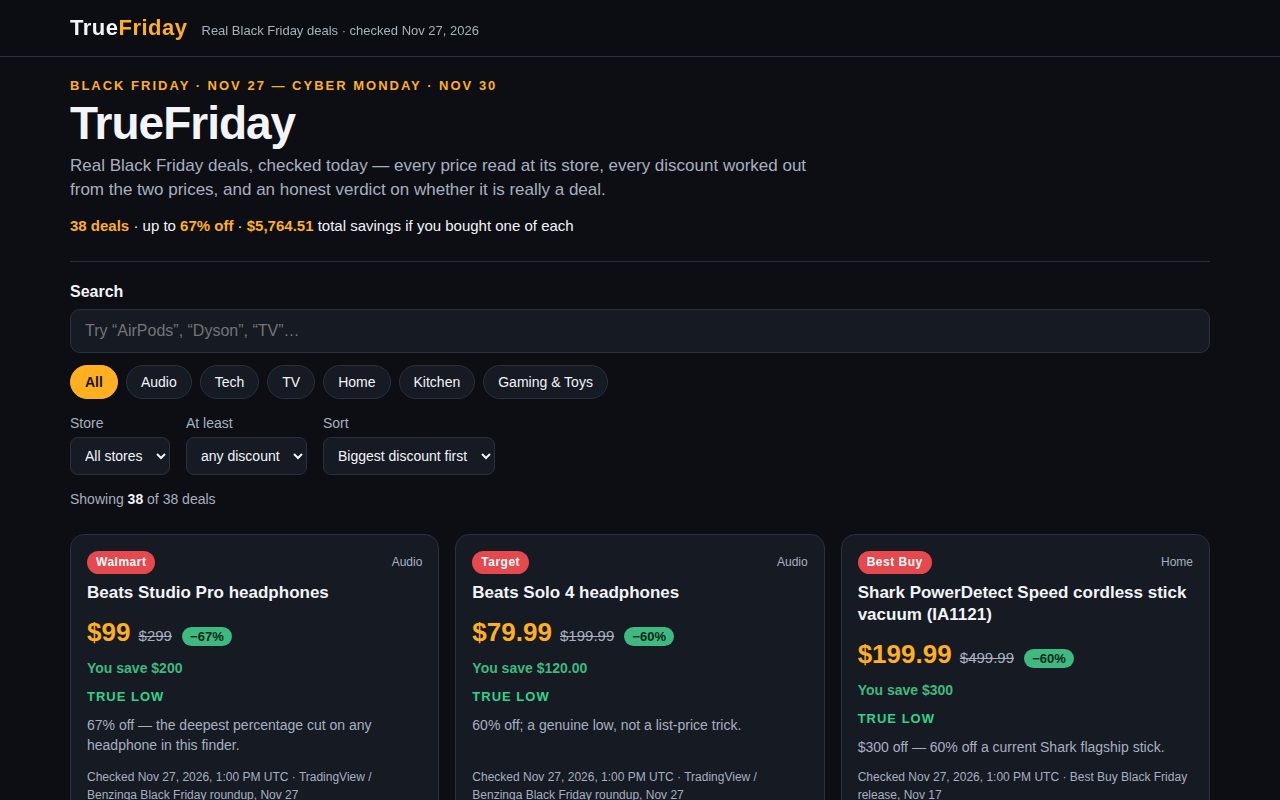 TrueFriday Real Black Friday deals · checked Nov 27, 2026
BLACK FRIDAY · NOV 27 — CYBER MONDAY · NOV 30
TrueFriday
Real Black Friday deals, checked today — every price read at its store, every discount worked out
from the two prices, and an honest verdict on whether it is really a deal.
38 deals · up to 67% off · $5,764.51 total savings if you bought one of each
Search
Try “AirPods”, “Dyson”, “TV”…
All Audio Tech TV Home Kitchen Gaming & Toys
Store At least Sort
All stores any discount Biggest discount first
Showing 38 of 38 deals
Walmart Audio
Beats Studio Pro headphones
$99 $299 −67%
You save $200
TRUE LOW
67% off — the deepest percentage cut on any
headphone in this finder.
Checked Nov 27, 2026, 1:00 PM UTC · TradingView /
Benzinga Black Friday roundup, Nov 27
Target Audio
Beats Solo 4 headphones
$79.99 $199.99 −60%
You save $120.00
TRUE LOW
60% off; a genuine low, not a list-price trick.
Checked Nov 27, 2026, 1:00 PM UTC · TradingView /
Benzinga Black Friday roundup, Nov 27
Best Buy Home
Shark PowerDetect Speed cordless stick
vacuum (IA1121)
$199.99 $499.99 −60%
You save $300
TRUE LOW
$300 off — 60% off a current Shark flagship stick.
Checked Nov 27, 2026, 1:00 PM UTC · Best Buy Black Friday
release, Nov 17